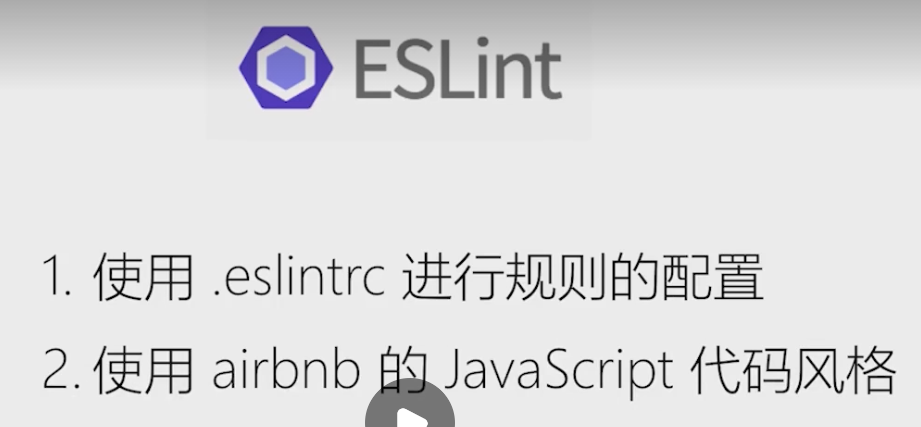 ESLint
1. 使用 .eslintrc 进行规则的配置
2. 使用 airbnb 的 JavaScript 代码风格